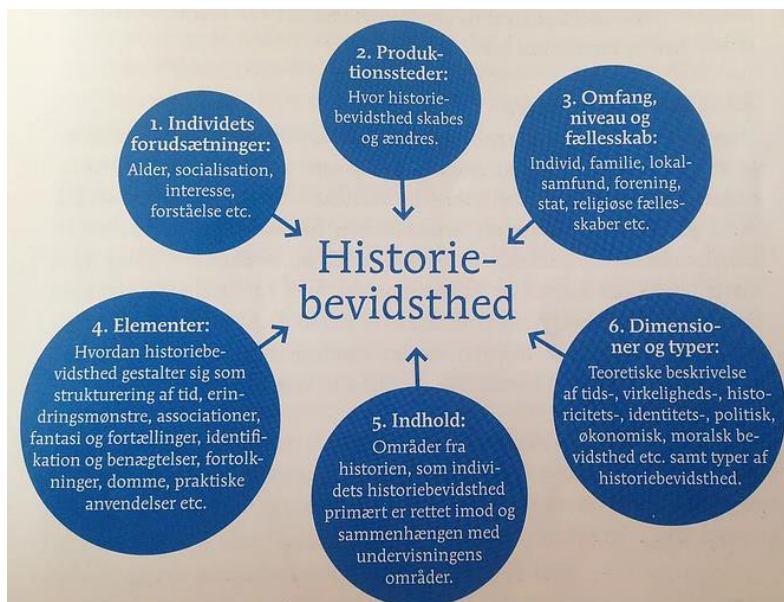 1. Individets
forudsætninger:
Alder, socialisation,
interesse,
forståelse etc.
2. Produk-
tionssteder:
Hvor historie-
bevidsthed skabes
og ændres.
3. Omfang,
niveau og
fællesskab:
Individ, familie, lokal-
samfund, forening,
stat, religiøse fælles-
skaber etc.
Historie-
bevidsthed
4. Elementer:
Hvordan historiebe-
vidsthed gestalter sig som
strukturering af tid, erin-
dringsmønstre, associationer,
fantasi og fortællinger, identifi-
kation og benægtelser, fortolk-
ninger, domme, praktiske
anvendelser etc.
5. Indhold:
Områder fra
historien, som indivi-
dets historiebevidsthed
primært er rettet imod og
sammenhængen med
undervisningens
områder.
6. Dimensio-
ner og typer:
Teoretiske beskrivelse
af tids-, virkeligheds-, histo-
ricitets-, identitets-, politisk,
økonomisk, moralsk be-
vidsthed etc. samt typer af
historiebevidsthed.